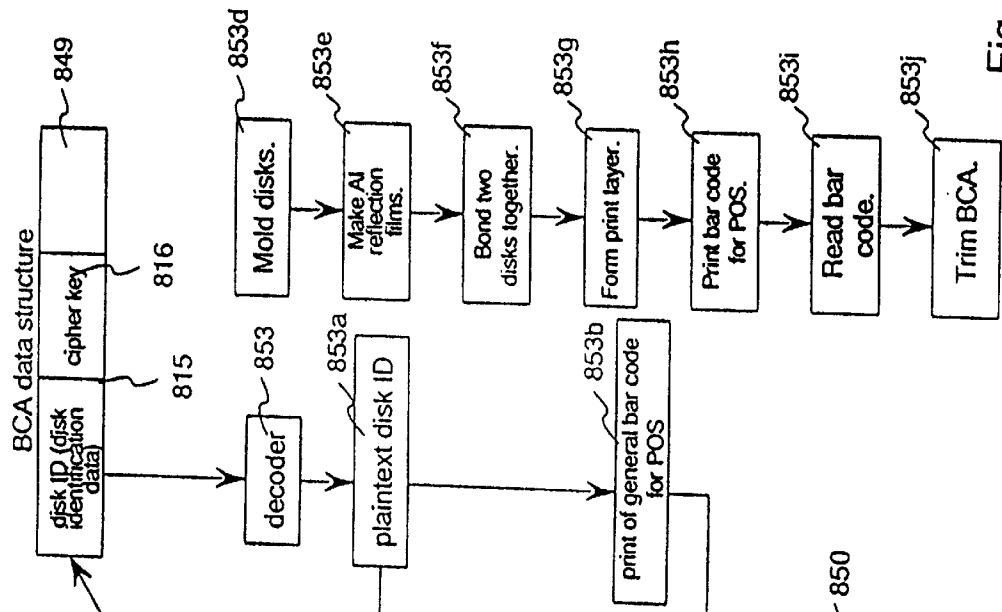 BCA data structure
disk ID (disk
identification
data)
cipher key
849
815
816
decoder
853
plaintext disk ID
853a
print of general bar code
for POS
853b
850
Mold disks.
853d
Make Al
reflection
films.
853e
Bond two
disks together.
853f
Form print layer.
853g
Print bar code
for POS.
853h
Read bar
code.
853i
Trim BCA.
853j
Fig